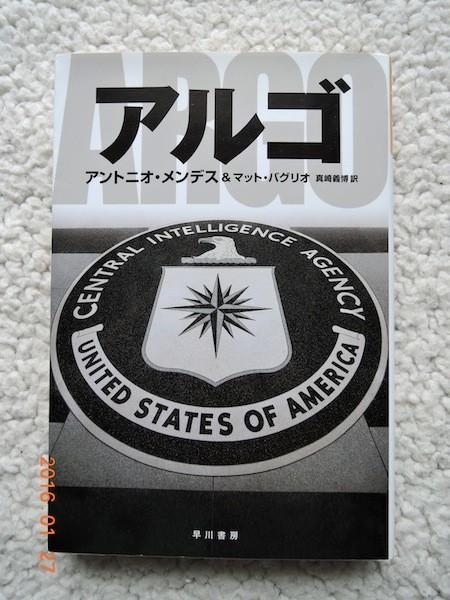 ARGO
アルゴ
アントニオ・メンデス&マット・バグリオ 真崎義博 訳
CENTRAL INTELLIGENCE AGENCY
UNITED STATES OF AMERICA
早川書房
2016 01 27